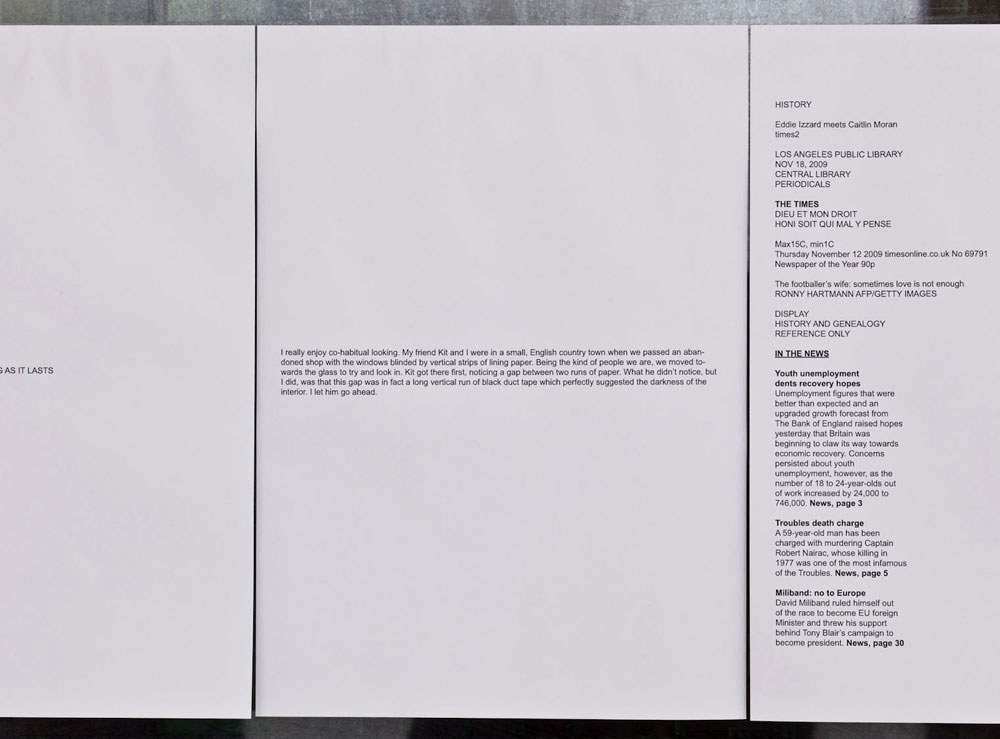 AS IT LASTS
I really enjoy co-habitual looking. My friend Kit and I were in a small, English country town when we passed an aban-
doned shop with the windows blinded by vertical strips of lining paper. Being the kind of people we are, we moved to-
wards the glass to try and look in. Kit got there first, noticing a gap between two runs of paper. What he didn't notice, but
I did, was that this gap was in fact a long vertical run of black duct tape which perfectly suggested the darkness of the
interior. I let him go ahead.
HISTORY
Eddie Izzard meets Caitlin Moran
times2
LOS ANGELES PUBLIC LIBRARY
NOV 18, 2009
CENTRAL LIBRARY
PERIODICALS
THE TIMES
DIEU ET MON DROIT
HONI SOIT QUI MAL Y PENSE
Max15C, min1C
Thursday November 12 2009 timesonline.co.uk No 69791
Newspaper of the Year 90p
The footballer's wife: sometimes love is not enough
RONNY HARTMANN AFP/GETTY IMAGES
DISPLAY
HISTORY AND GENEALOGY
REFERENCE ONLY
IN THE NEWS
Youth unemployment
dents recovery hopes
Unemployment figures that were
better than expected and an
upgraded growth forecast from
The Bank of England raised hopes
yesterday that Britain was
beginning to claw its way towards
economic recovery. Concerns
persisted about youth
unemployment, however, as the
number of 18 to 24-year-olds out
of work increased by 24,000 to
746,000. News, page 3
Troubles death charge
A 59-year-old man has been
charged with murdering Captain
Robert Nairac, whose killing in
1977 was one of the most infamous
of the Troubles. News, page 5
Miliband: no to Europe
David Miliband ruled himself out
of the race to become EU foreign
Minister and threw his support
behind Tony Blair's campaign to
become president. News, page 30